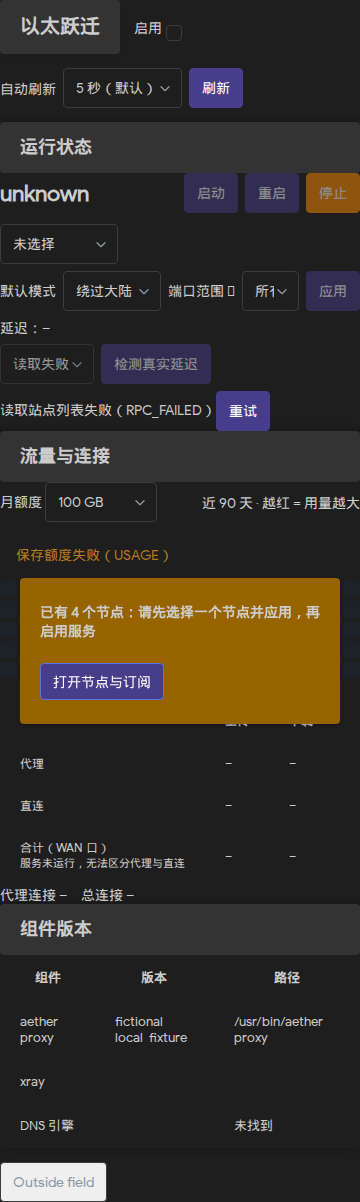 以太跃迁
启用
自动刷新 5 秒（默认） 刷新
运行状态
unknown 启动 重启 停止
未选择
默认模式 绕过大陆 端口范围 应用
延迟：–
读取失败 检测真实延迟
读取站点列表失败（RPC_FAILED） 重试
流量与连接
月额度 100 GB 近 90 天 · 越红 = 用量越大
保存额度失败（USAGE）
已有 4 个节点：请先选择一个节点并应用，再
启用服务
打开节点与订阅
代理 – –
直连 – –
合计（WAN 口） – –
服务未运行，无法区分代理与直连
代理连接 – 总连接 –
组件版本
组件 版本 路径
aether fictional /usr/bin/aether
proxy local fixture proxy
xray
DNS 引擎 未找到
Outside field